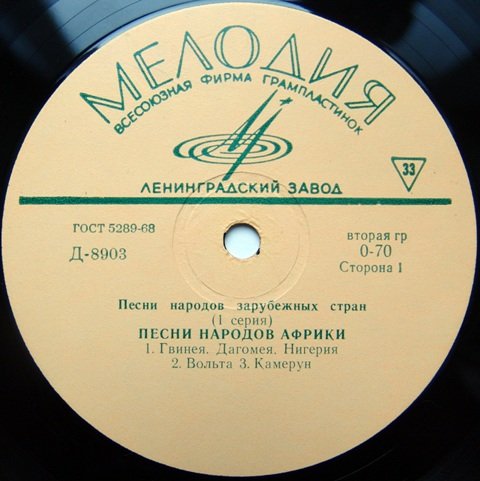 МЕЛОДИЯ
ВСЕСОЮЗНАЯ ФИРМА ГРАМПЛАСТИНОК
33
ЛЕНИНГРАДСКИЙ ЗАВОД
ГОСТ 5289-68
вторая гр
Д-8903
0-70
Сторона 1
Песни народов зарубежных стран
(1 серия)
ПЕСНИ НАРОДОВ АФРИКИ
1. Гвинея. Дагомея. Нигерия
2. Вольта 3. Камерун